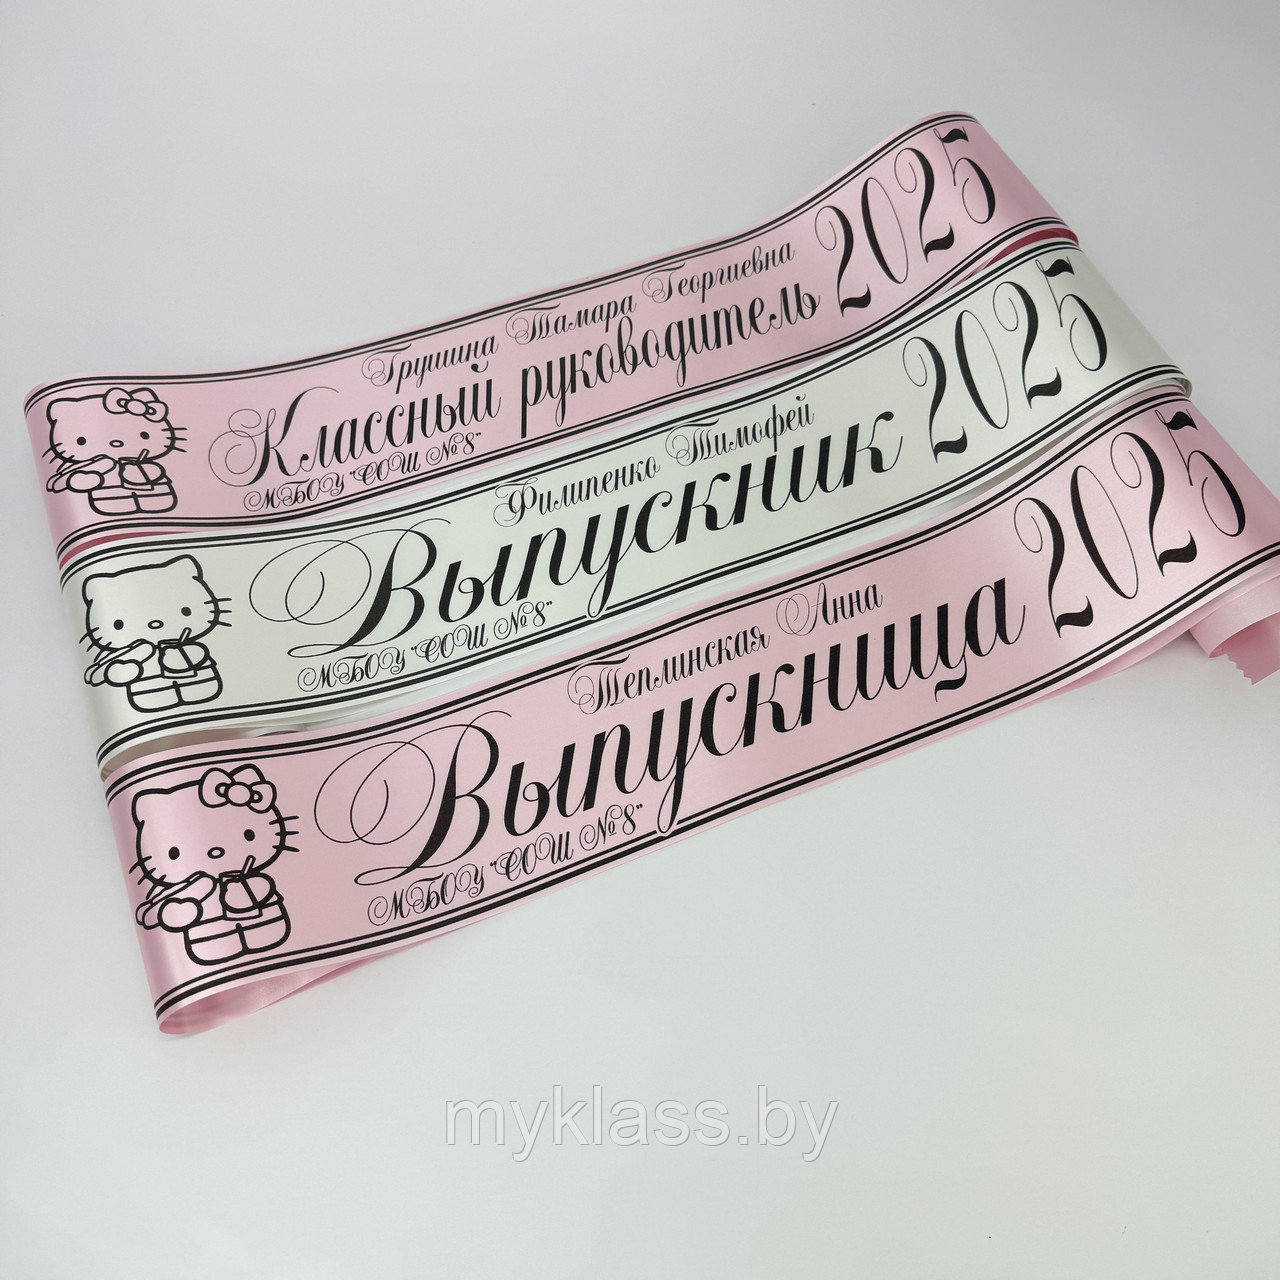 Грушина Тамара Георгиевна
Классный руководитель 2025
МБОУ "СОШ №8"
Филипенко Тимофей
Выпускник 2025
МБОУ "СОШ №8"
Теплинская Анна
Выпускница 2025
МБОУ "СОШ №8"
myklass.by